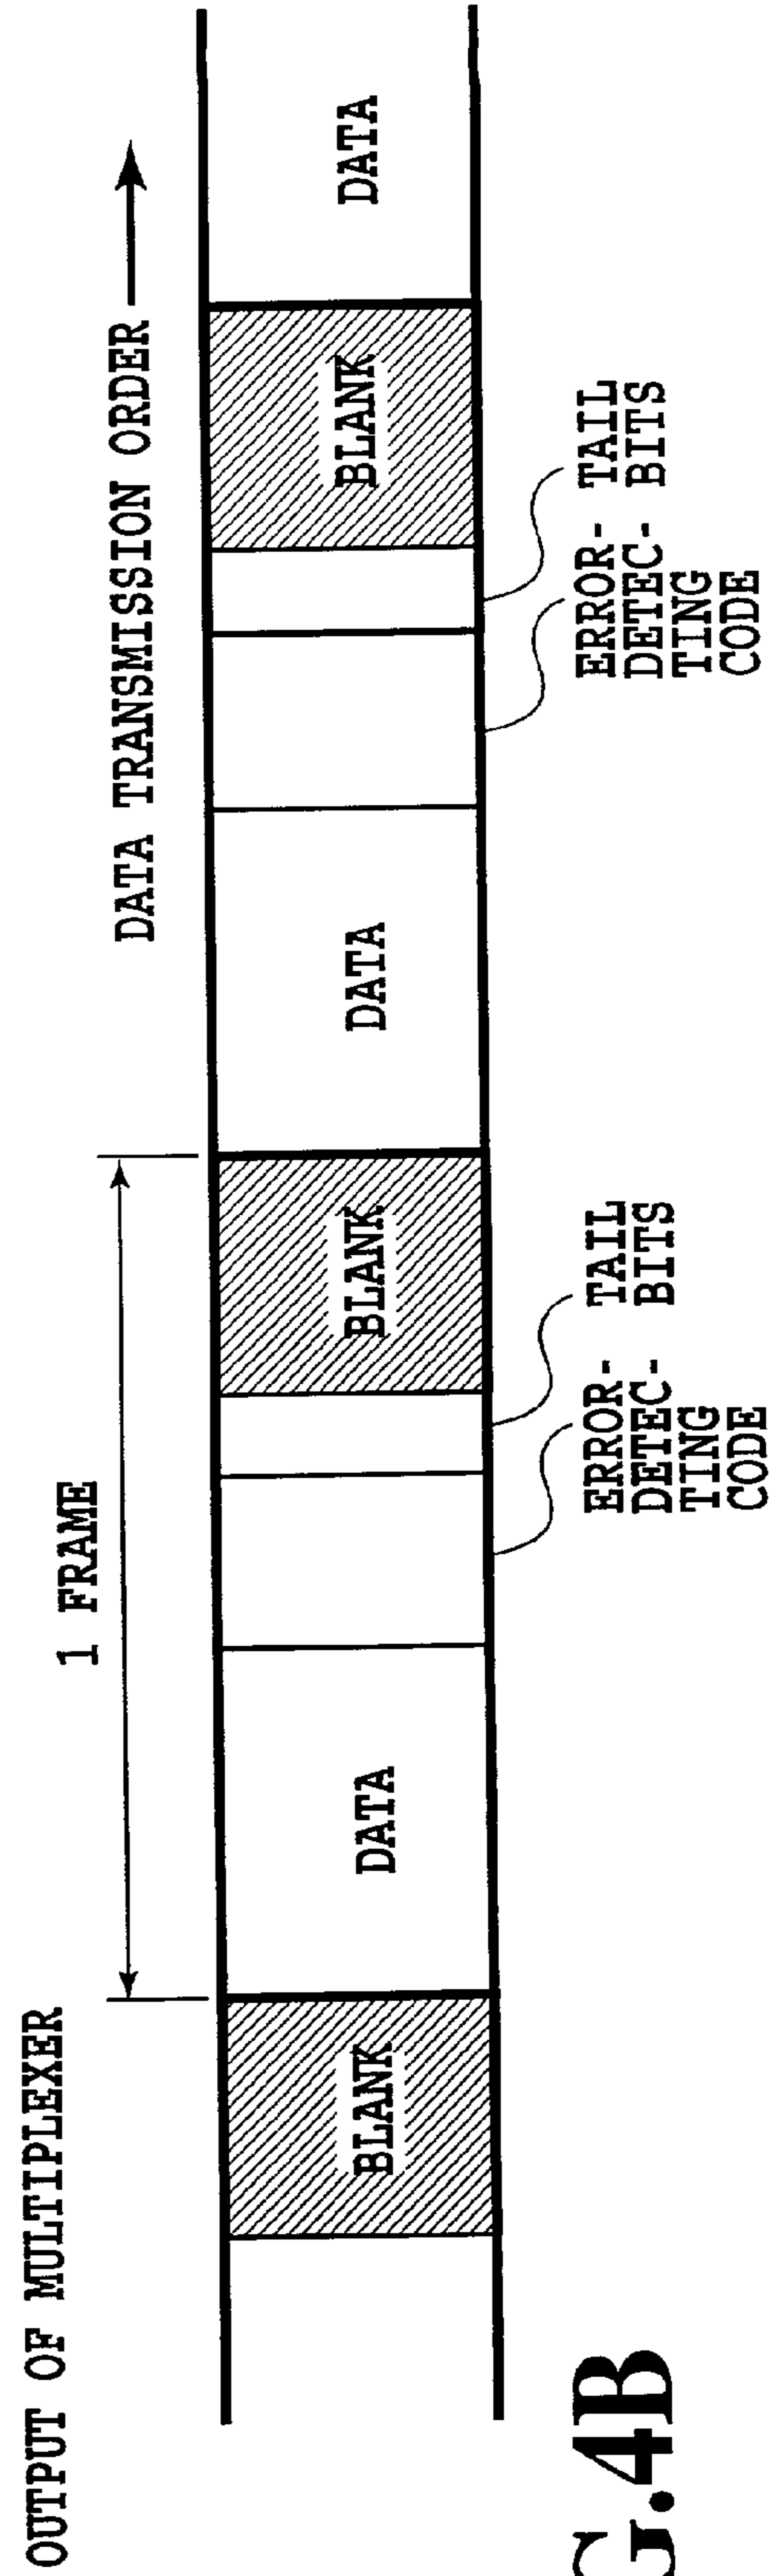 OUTPUT OF MULTIPLEXER
1 FRAME
DATA TRANSMISSION ORDER
BLANK
DATA
BLANK
DATA
BLANK
DATA
ERROR-
DETEC-
TING
CODE
TAIL
BITS
ERROR-
DETEC-
TING
CODE
TAIL
BITS
G.4B